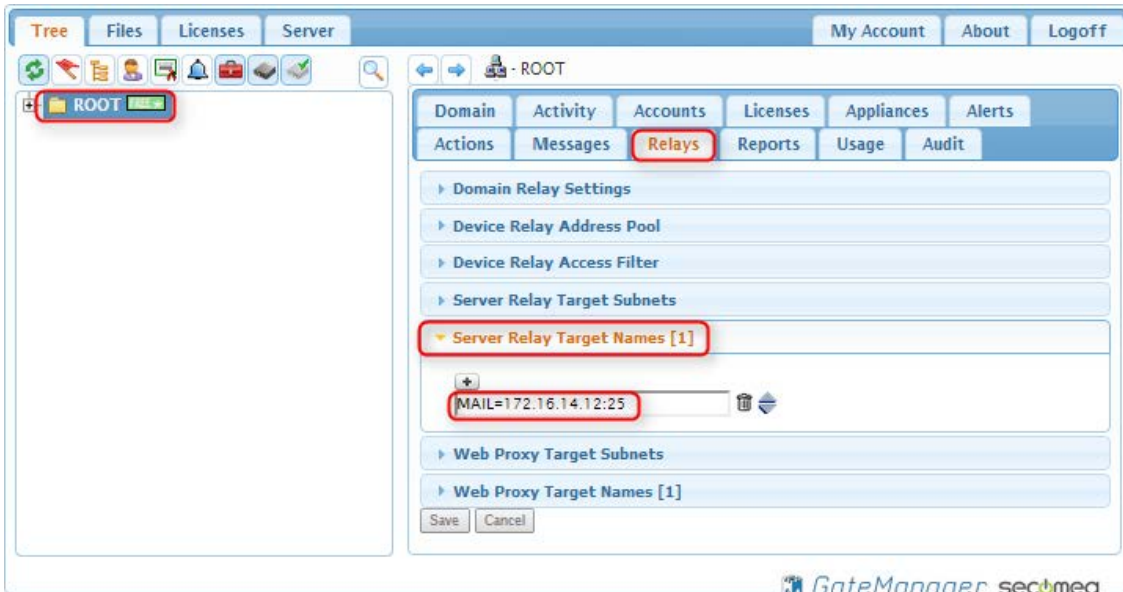 Tree Files Licenses Server My Account About Logoff
- ROOT
ROOT
Domain Activity Accounts Licenses Appliances Alerts
Actions Messages Relays Reports Usage Audit
Domain Relay Settings
Device Relay Address Pool
Device Relay Access Filter
Server Relay Target Subnets
Server Relay Target Names [1]
MAIL=172.16.14.12:25
Web Proxy Target Subnets
Web Proxy Target Names [1]
Save Cancel
GateManager secomea